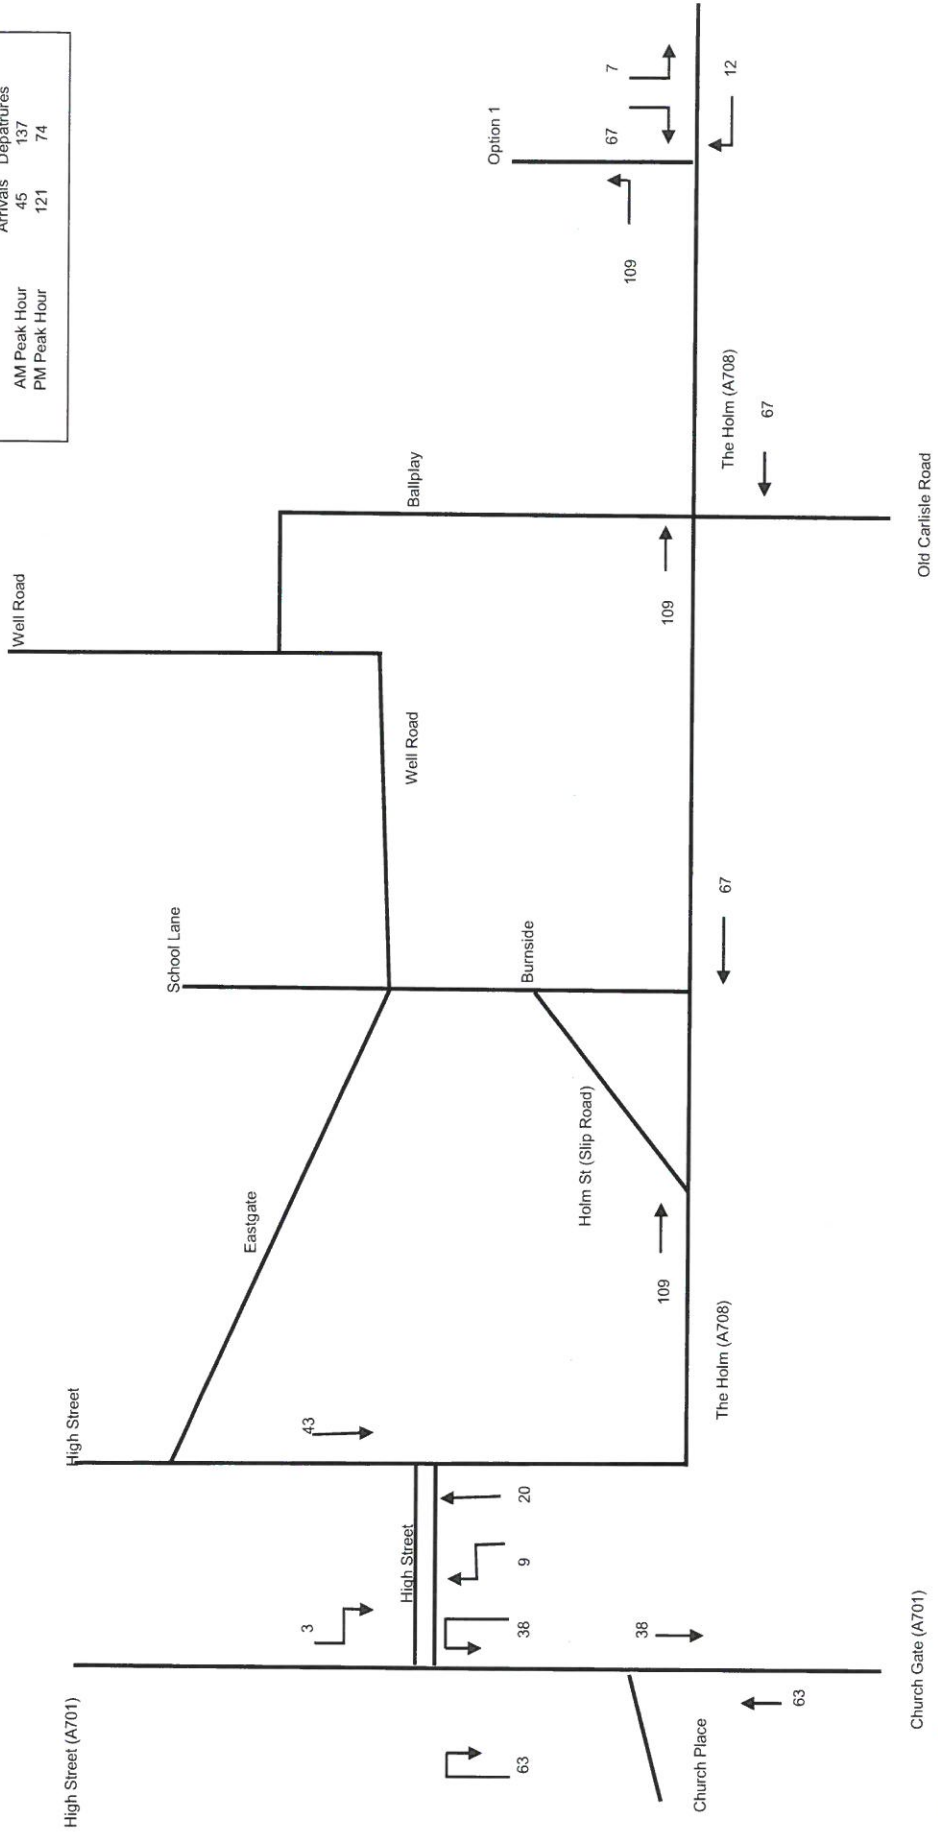 Arrivals Depatrures
AM Peak Hour 45 137
PM Peak Hour 121 74
High Street (A701)
High Street
Well Road
School Lane
Eastgate
Well Road
Ballplay
Option 1
67
7
109
12
43
3
High Street
20
9
38
63
38
63
Burnside
Holm St (Slip Road)
109
67
109
67
The Holm (A708)
The Holm (A708)
Church Place
Church Gate (A701)
Old Carlisle Road